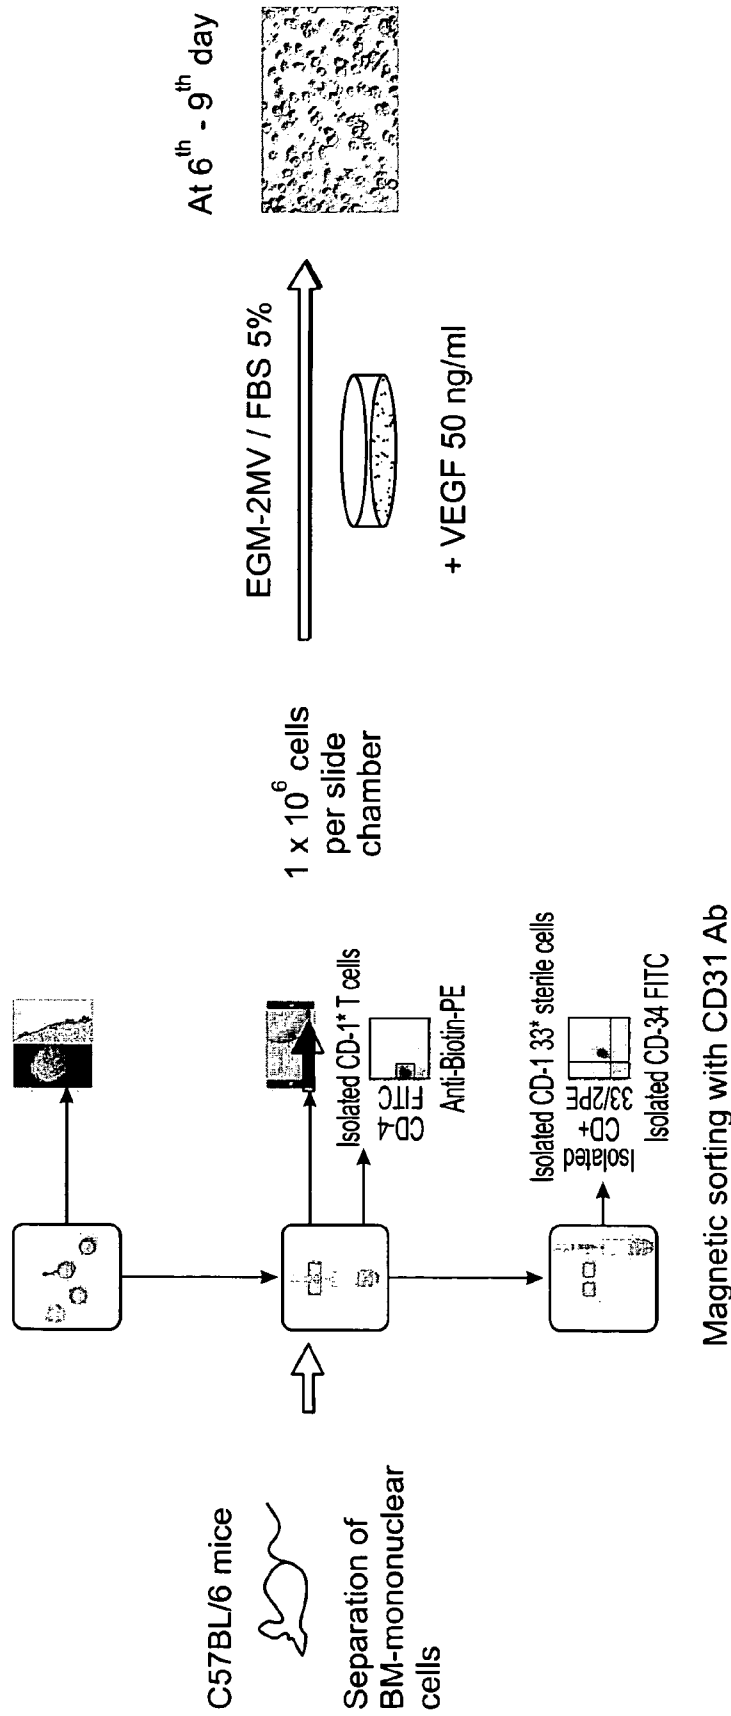 C57BL/6 mice
Separation of
BM-mononuclear
cells
Isolated CD-1* T cells
CD-4
FITC
Anti-Biotin-PE
Isolated CD-1 33* sterile cells
Isolated
CD+
33/2PE
Isolated CD-34 FITC
Magnetic sorting with CD31 Ab
1 x 10⁶ cells
per slide
chamber
EGM-2MV / FBS 5%
+ VEGF 50 ng/ml
At 6ᵗʰ - 9ᵗʰ day